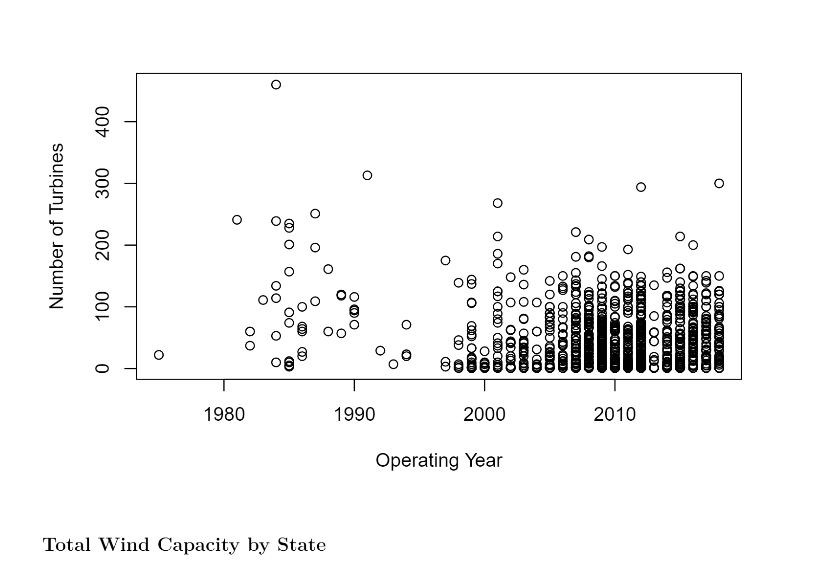 Number of Turbines
400
300
200
100
0
1980 1990 2000 2010
Operating Year
Total Wind Capacity by State